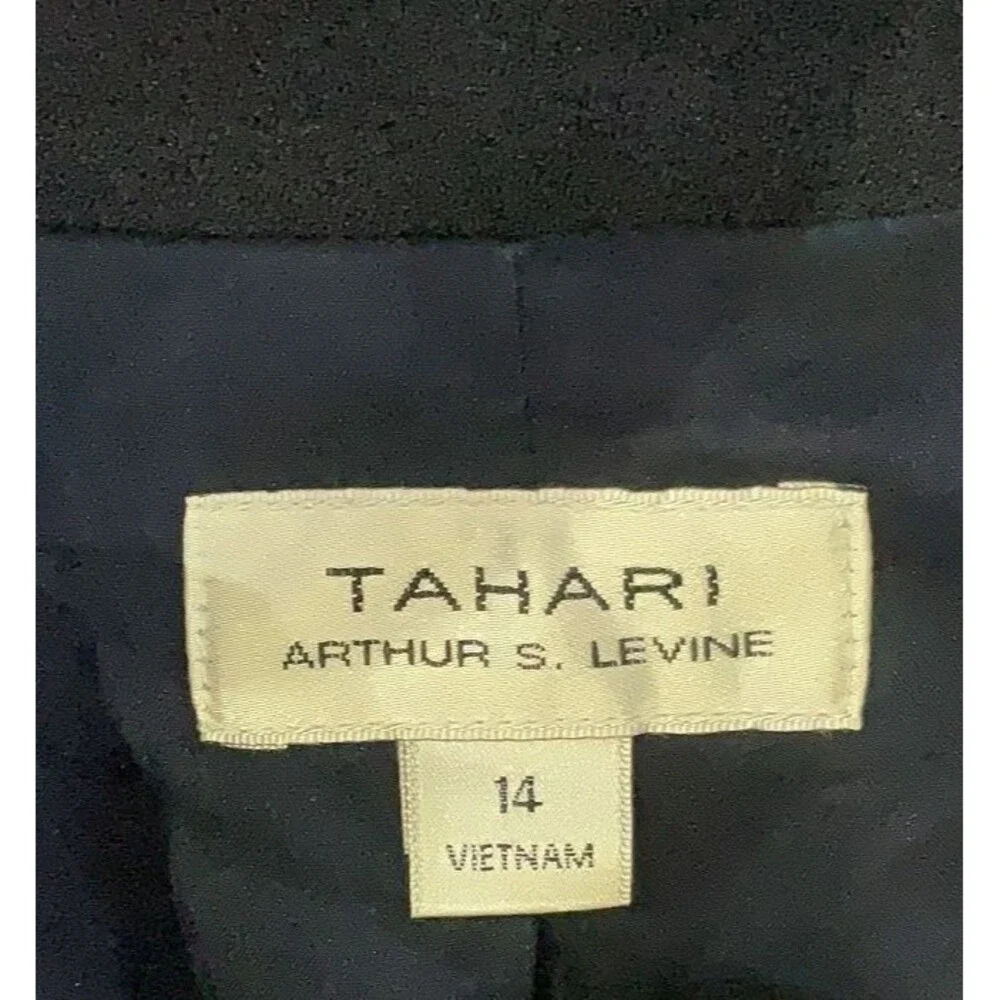 TAHARI
ARTHUR S. LEVINE
14
VIETNAM